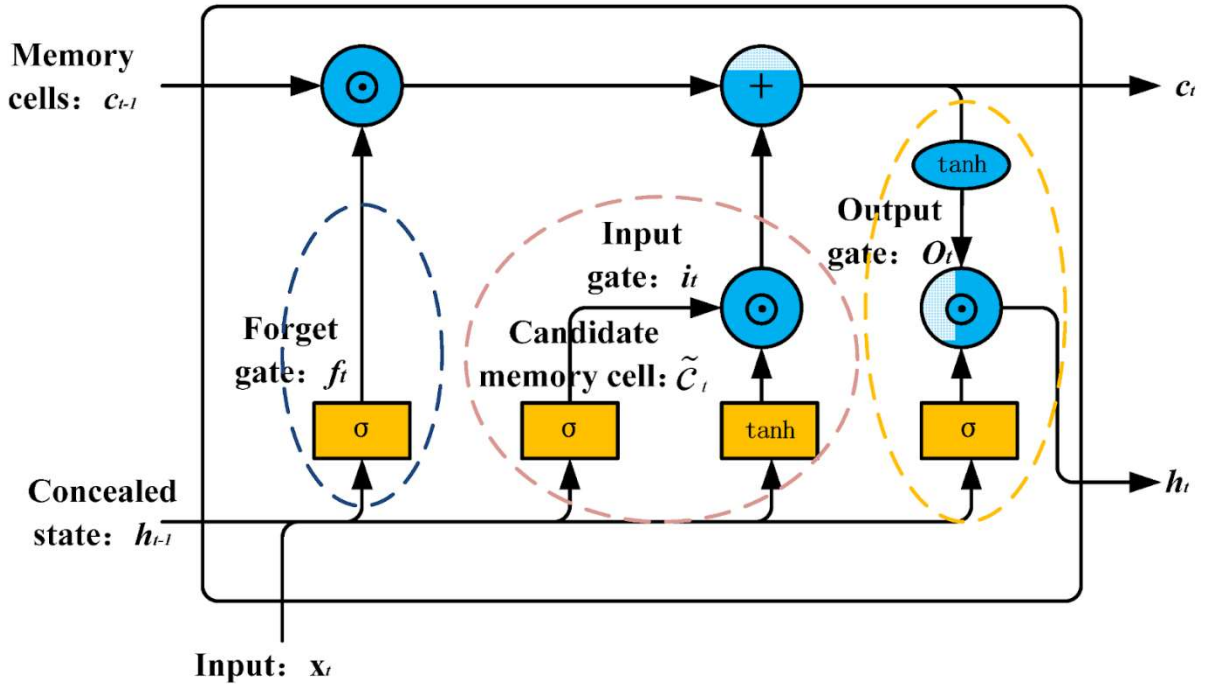 Memory
cells: cₜ₋₁
⊙
+
cₜ
tanh
Output
gate: Oₜ
Input
gate: iₜ
⊙
⊙
Forget
gate: fₜ
Candidate
memory cell: c̃ₜ
σ
σ
tanh
σ
Concealed
state: hₜ₋₁
hₜ
Input: xₜ